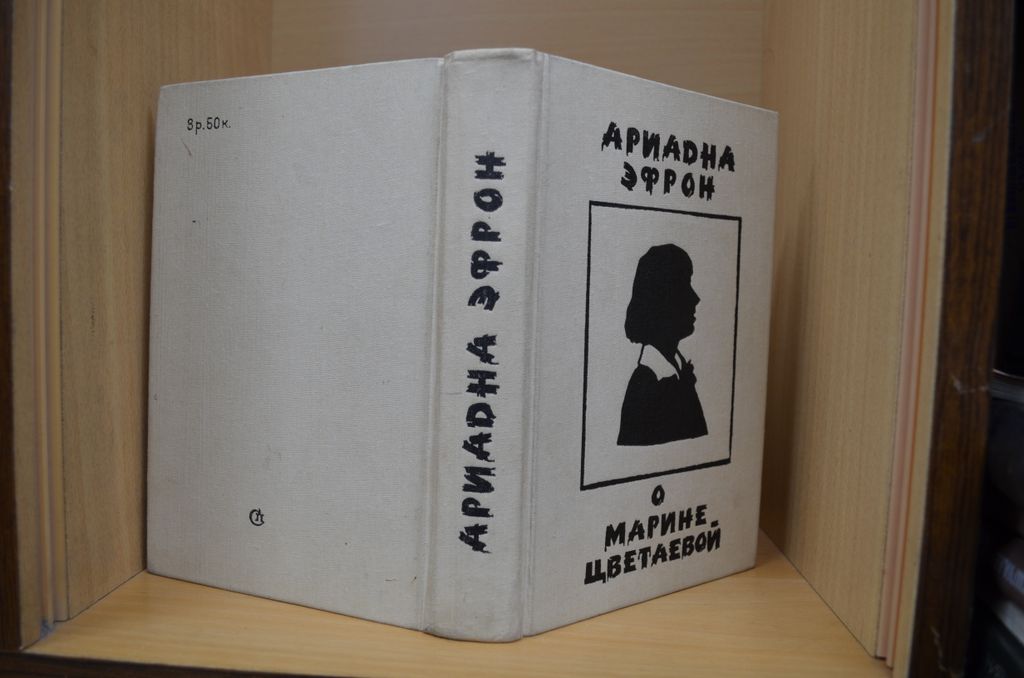 3р.50к.
АРИАДНА ЭФРОН
АРИАДНА
ЭФРОН
О
МАРИНЕ
ЦВЕТАЕВОЙ